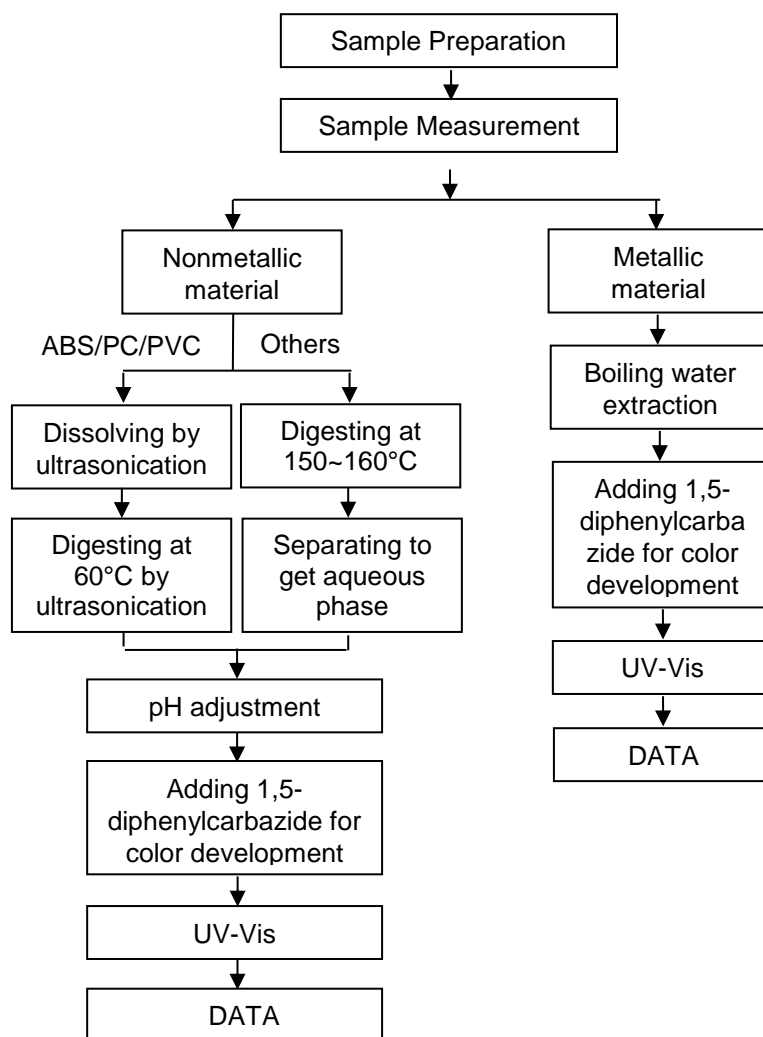 Sample Preparation
Sample Measurement
Nonmetallic
material
Metallic
material
ABS/PC/PVC
Others
Boiling water
extraction
Dissolving by
ultrasonication
Digesting at
150~160°C
Adding 1,5-
diphenylcarba
zide for color
development
Digesting at
60°C by
ultrasonication
Separating to
get aqueous
phase
UV-Vis
DATA
pH adjustment
Adding 1,5-
diphenylcarbazide for
color development
UV-Vis
DATA